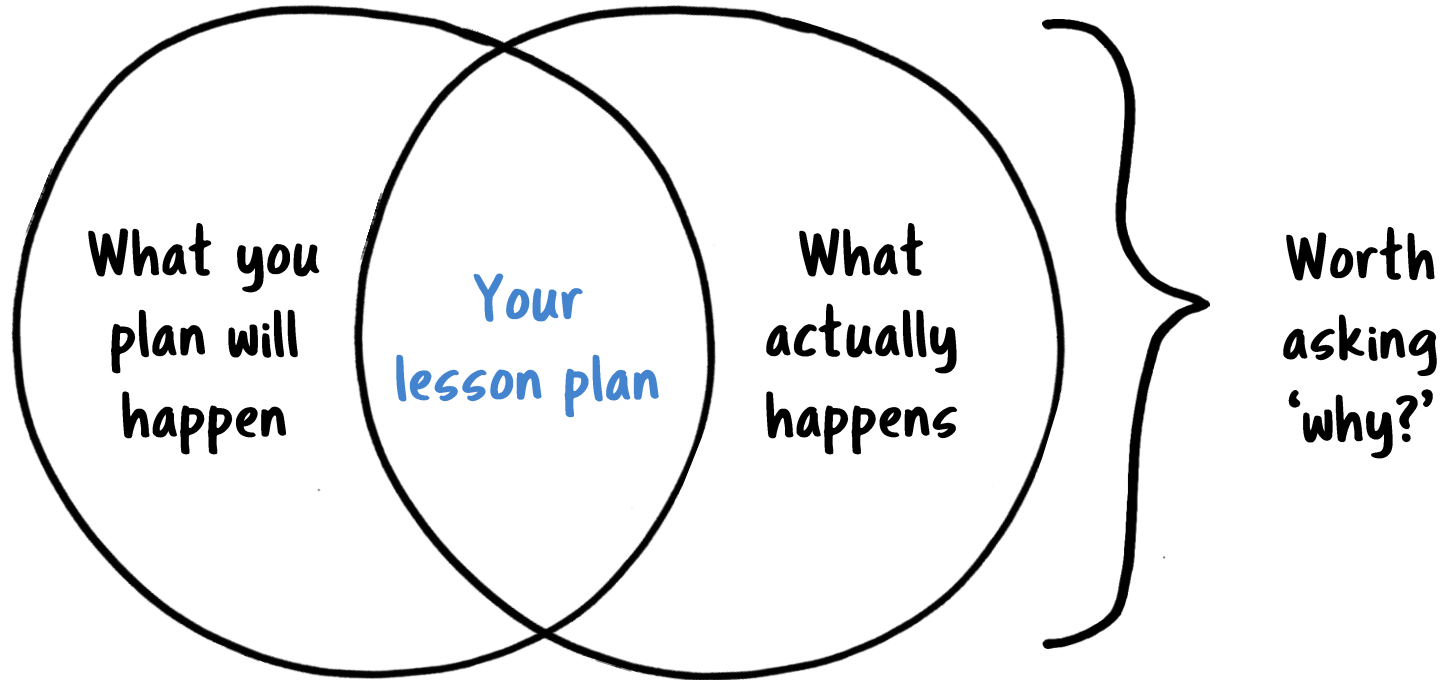 What you
plan will
happen
Your
lesson plan
What
actually
happens
Worth
asking
‘why?’